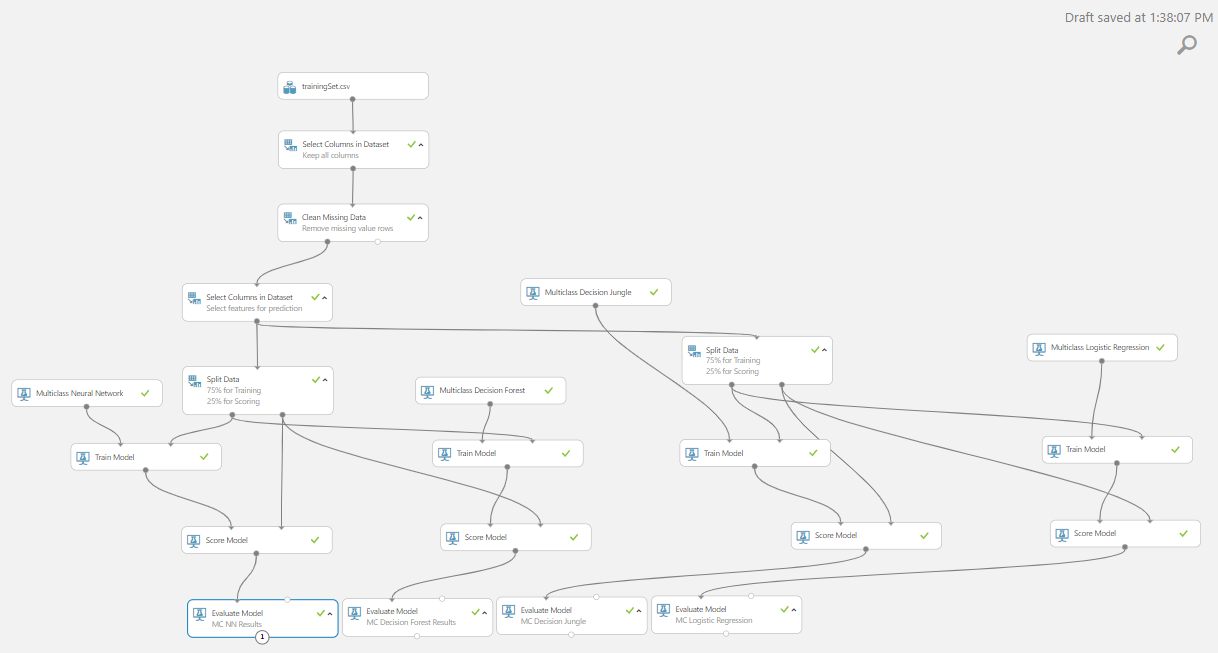 Draft saved at 1:38:07 PM
trainingSet.csv
Select Columns in Dataset
Keep all columns
Clean Missing Data
Remove missing value rows
Select Columns in Dataset
Select features for prediction
Multiclass Decision Jungle
Split Data
75% for Training
25% for Scoring
Multiclass Logistic Regression
Multiclass Neural Network
Split Data
75% for Training
25% for Scoring
Multiclass Decision Forest
Train Model
Train Model
Train Model
Train Model
Score Model
Score Model
Score Model
Score Model
Evaluate Model
MC NN Results
1
Evaluate Model
MC Decision Forest Results
Evaluate Model
MC Decision Jungle
Evaluate Model
MC Logistic Regression